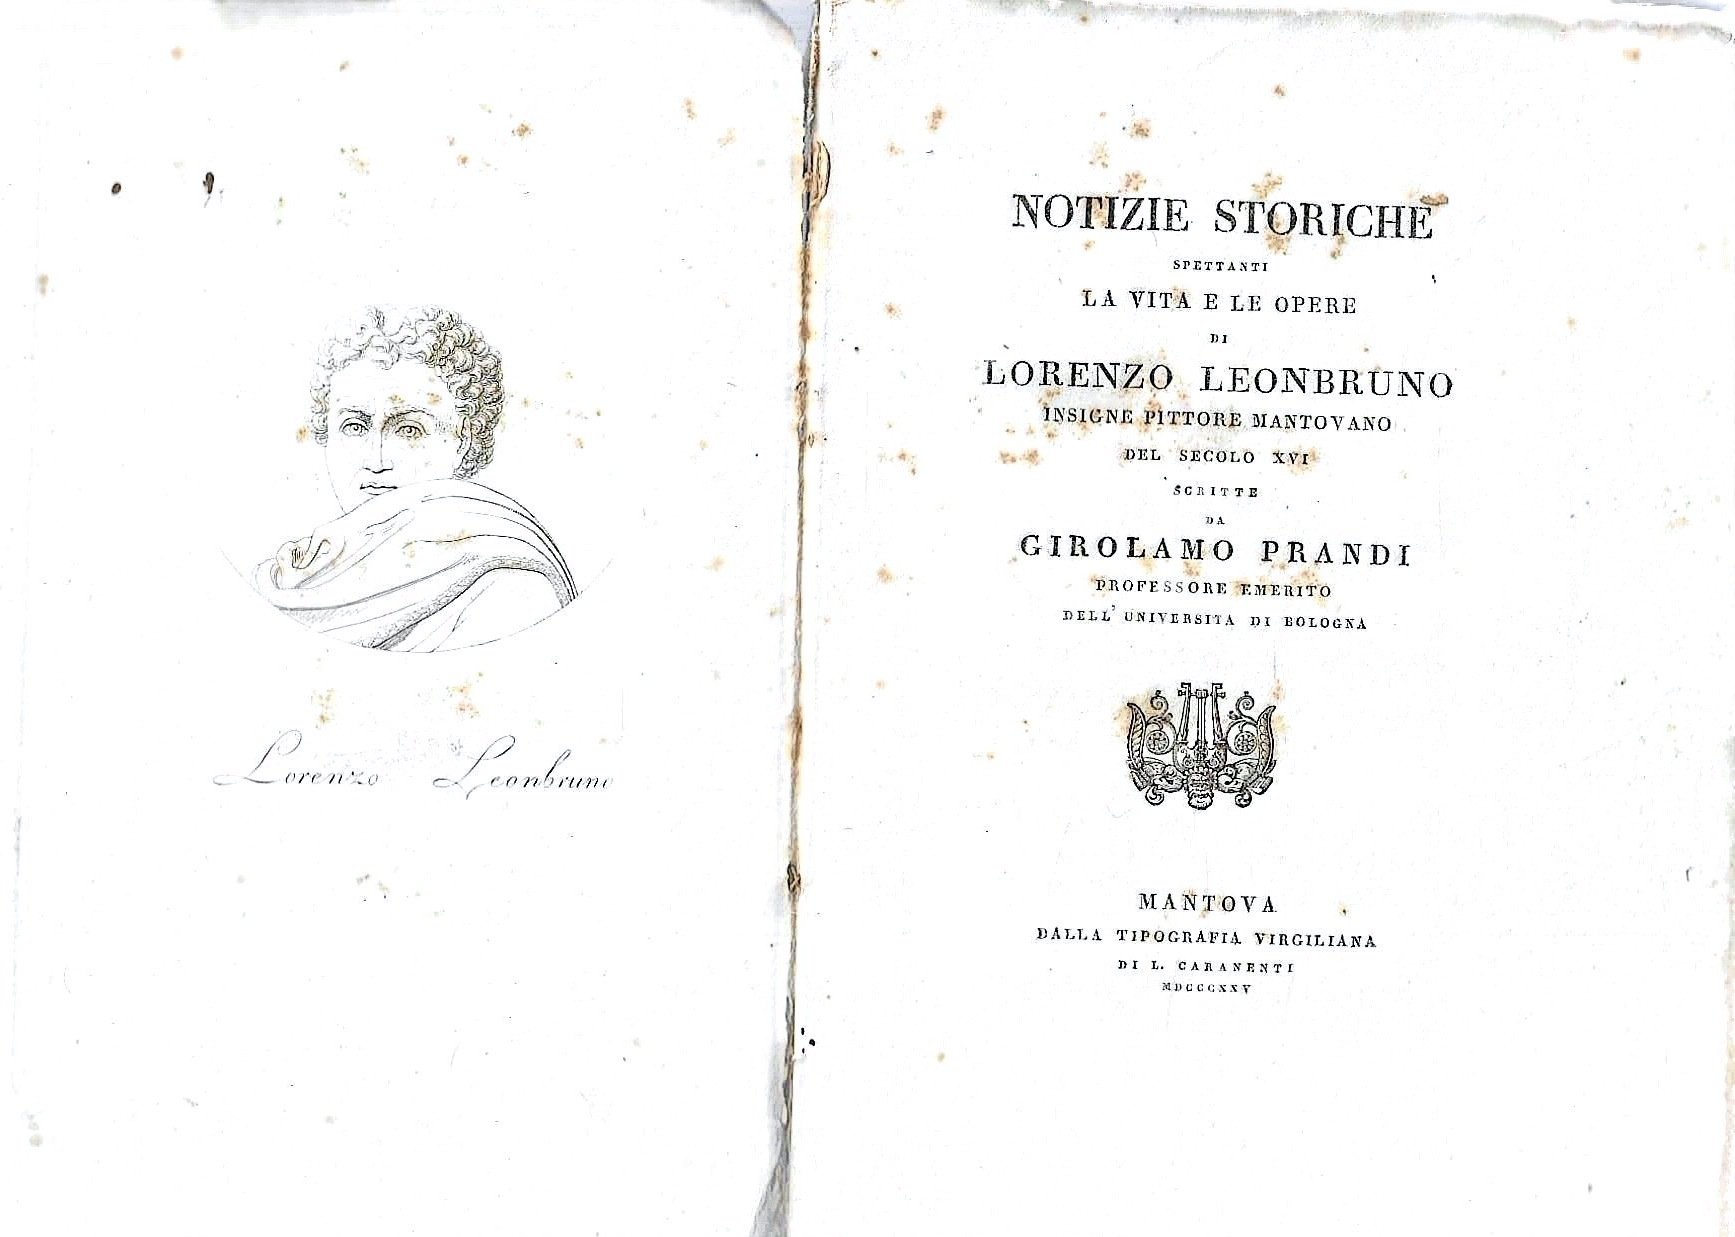 Lorenzo Leonbruno
NOTIZIE STORICHE
SPETTANTI
LA VITA E LE OPERE
DI
LORENZO LEONBRUNO
INSIGNE PITTORE MANTOVANO
DEL SECOLO XVI
SCRITTE
DA
GIROLAMO PRANDI
PROFESSORE EMERITO
DELL' UNIVERSITA DI BOLOGNA
MANTOVA
DALLA TIPOGRAFIA VIRGILIANA
DI L. CARANENTI
MDCCCXXV